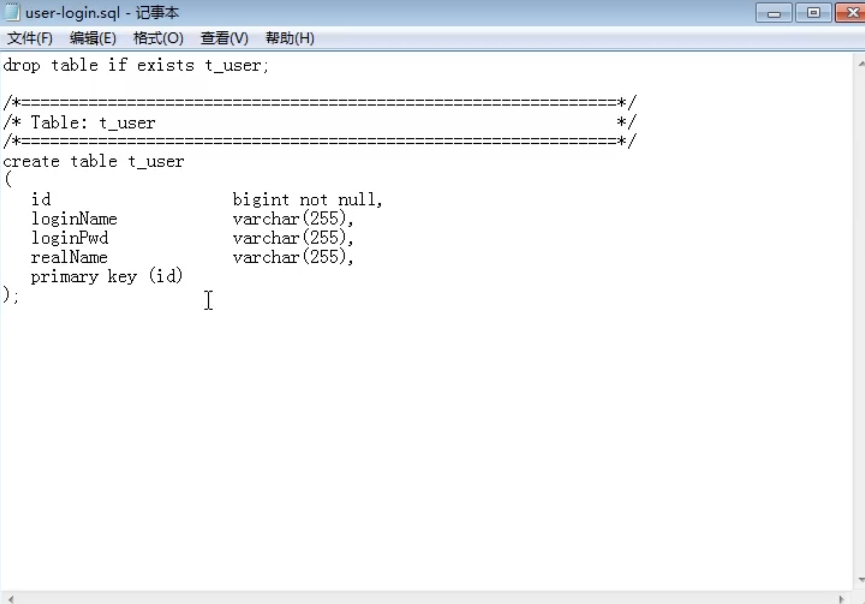 user-login.sql - 记事本
文件(F) 编辑(E) 格式(O) 查看(V) 帮助(H)
drop table if exists t_user;
/*==============================================================*/
/* Table: t_user                                                */
/*==============================================================*/
create table t_user
(
   id                   bigint not null,
   loginName            varchar(255),
   loginPwd             varchar(255),
   realName             varchar(255),
   primary key (id)
);